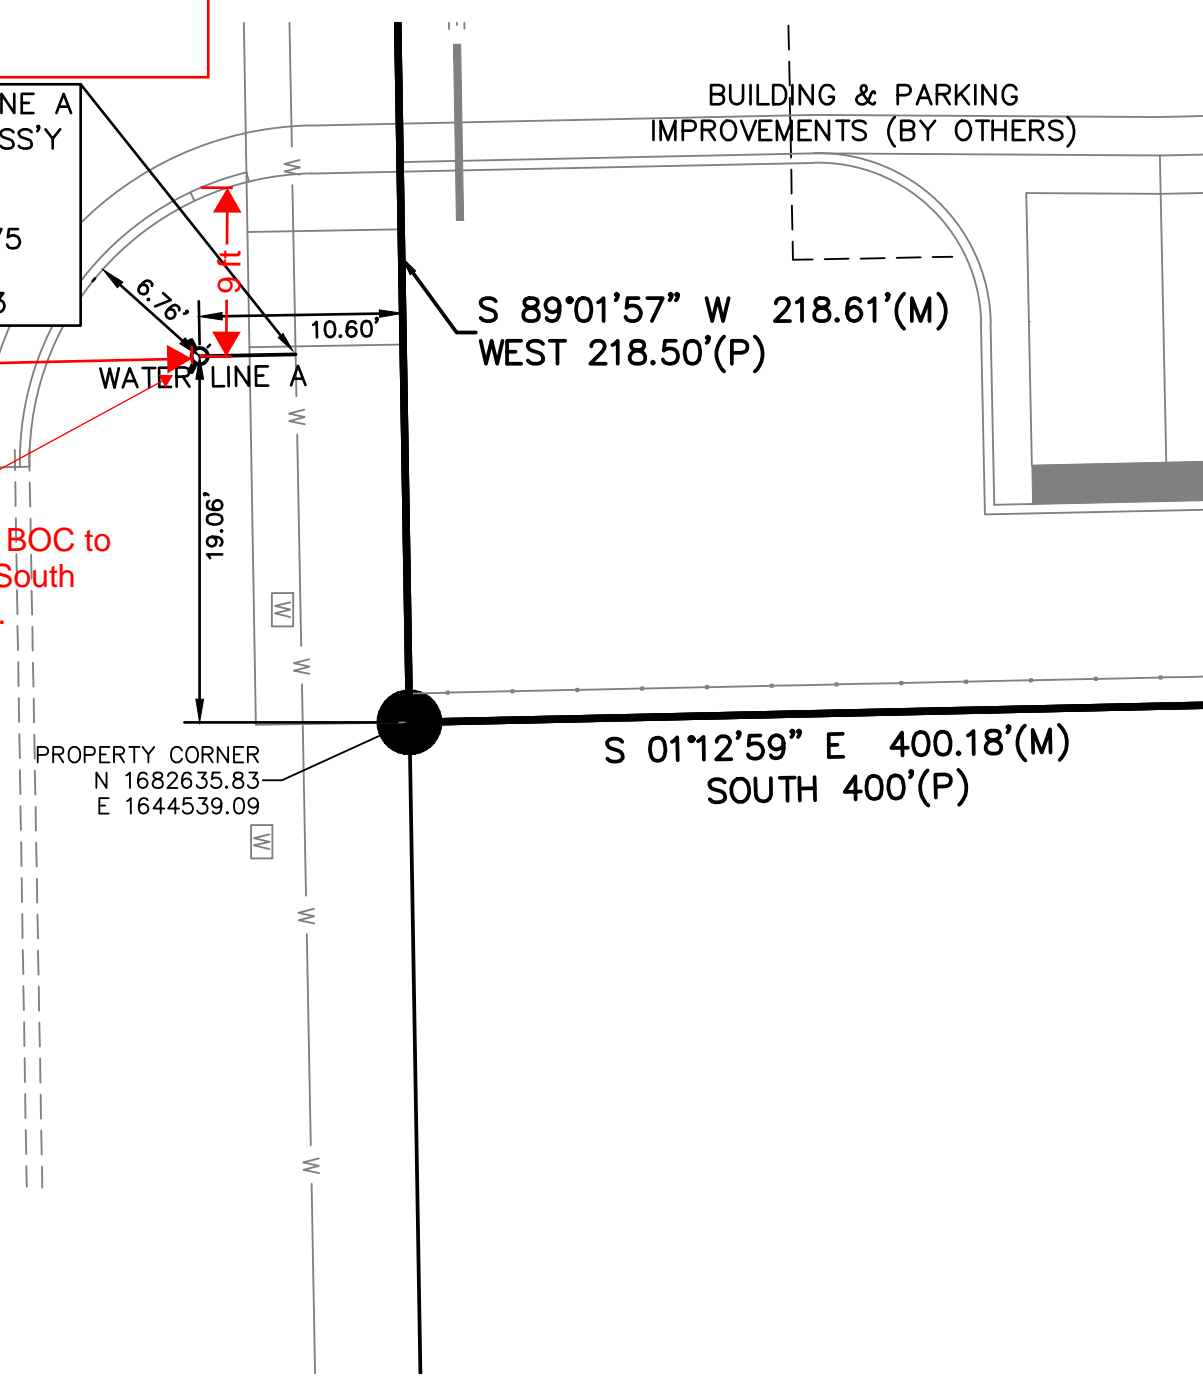 NE A
SS'Y
75
3
BUILDING & PARKING
IMPROVEMENTS (BY OTHERS)
W
6.76'
9 ft
10.60'
S 89°01'57" W 218.61'(M)
WEST 218.50'(P)
WATER LINE A
W
19.06'
BOC to
South
.
W
W
PROPERTY CORNER
N 1682635.83
E 1644539.09
S 01°12'59" E 400.18'(M)
SOUTH 400'(P)
W
W
W